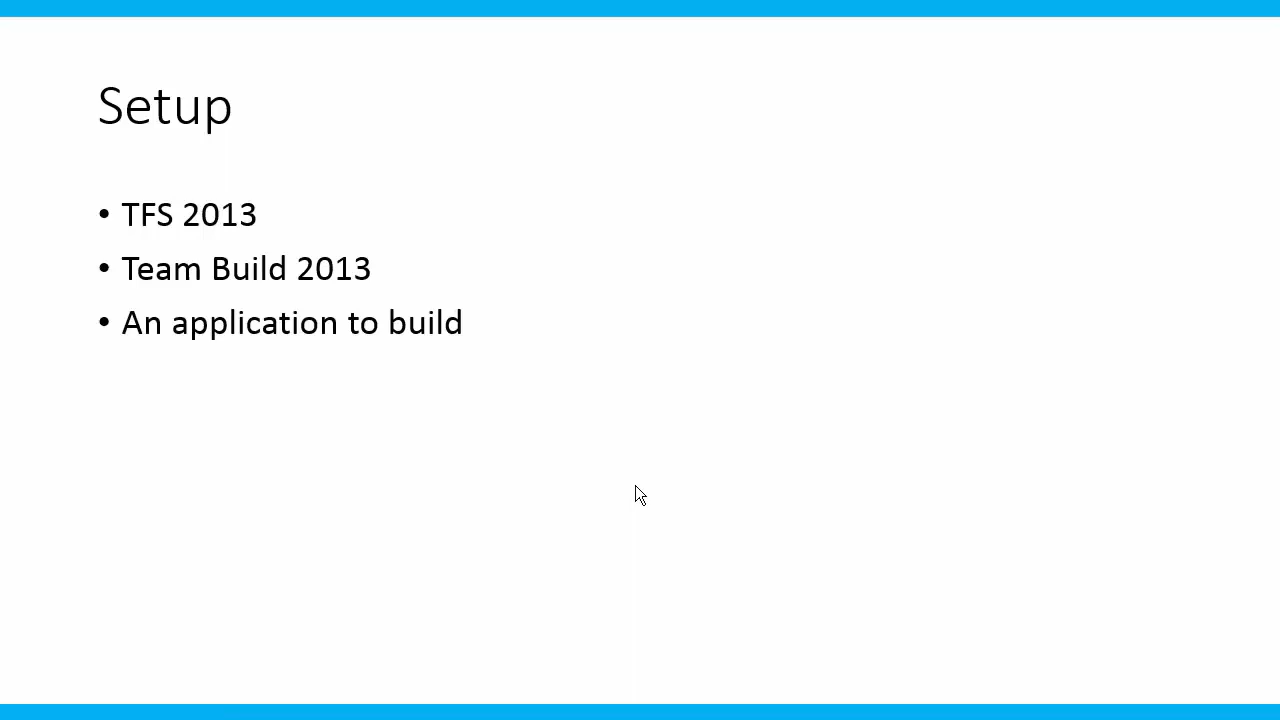 Setup
• TFS 2013
• Team Build 2013
• An application to build